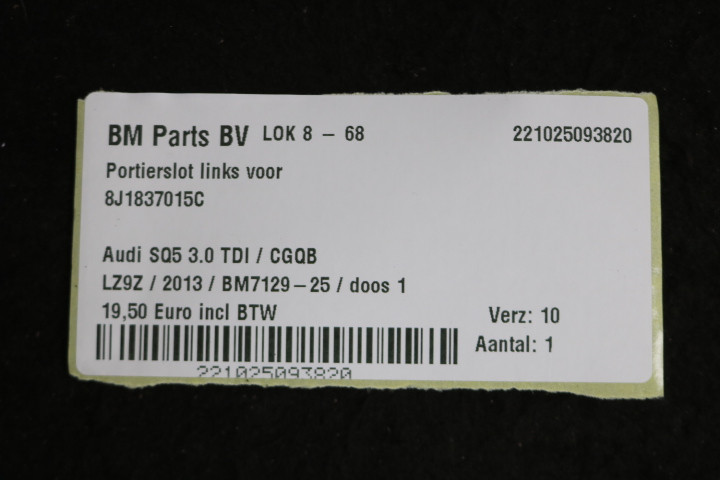 BM Parts BV LOK 8 - 68 221025093820
Portierslot links voor
8J1837015C
Audi SQ5 3.0 TDI / CGQB
LZ9Z / 2013 / BM7129-25 / doos 1
19,50 Euro incl BTW
Verz: 10
Aantal: 1
221025093820